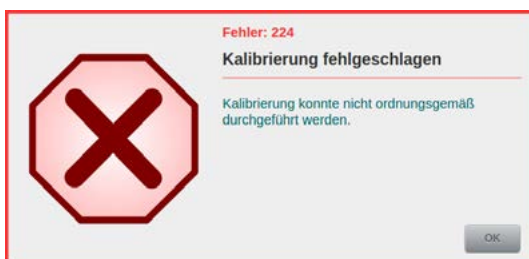 Fehler: 224
Kalibrierung fehlgeschlagen
Kalibrierung konnte nicht ordnungsgemäß
durchgeführt werden.
OK